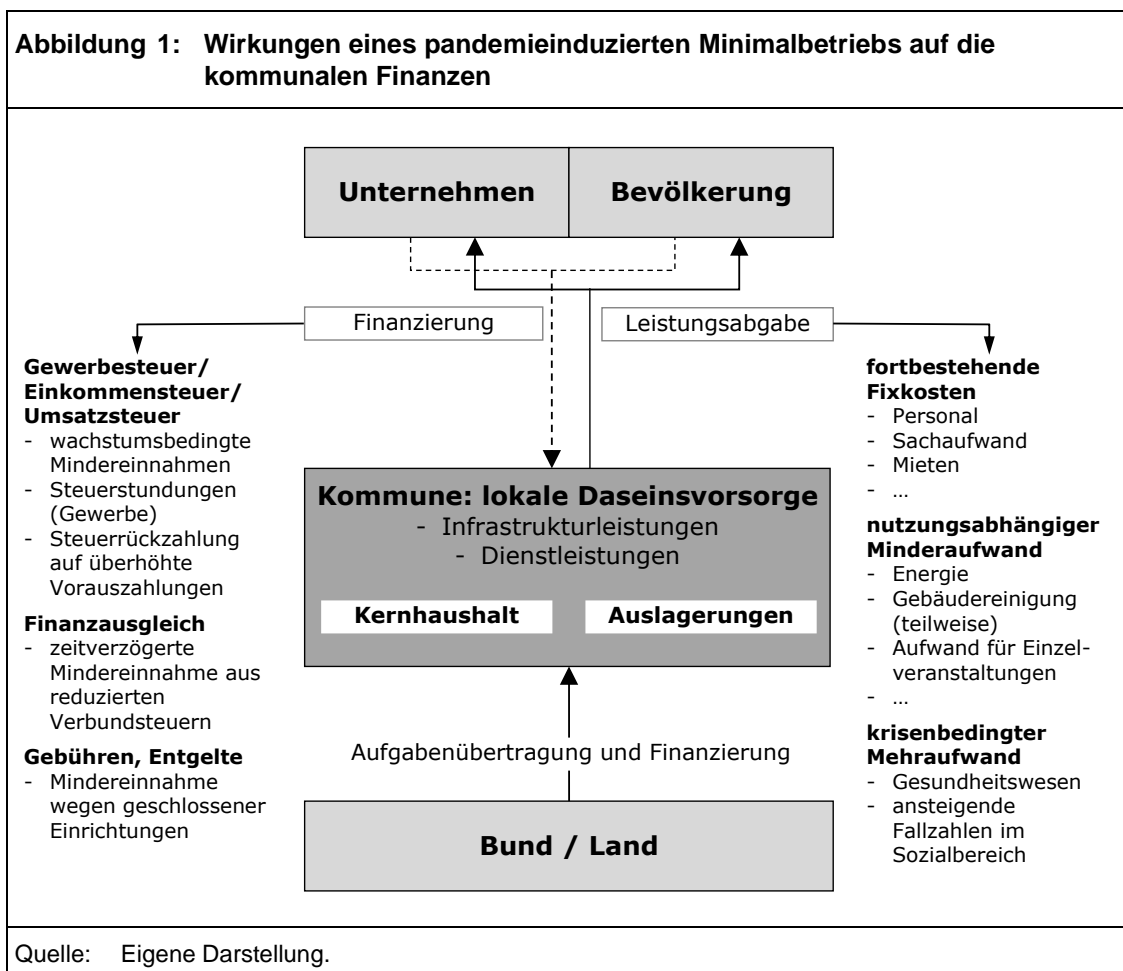 Abbildung 1: Wirkungen eines pandemieinduzierten Minimalbetriebs auf die
kommunalen Finanzen
Unternehmen
Bevölkerung
Finanzierung
Leistungsabgabe
Gewerbesteuer/
Einkommensteuer/
Umsatzsteuer
- wachstumsbedingte
Mindereinnahmen
- Steuerstundungen
(Gewerbe)
- Steuerrückzahlung
auf überhöhte
Vorauszahlungen
Finanzausgleich
- zeitverzögerte
Mindereinnahme aus
reduzierten
Verbundsteuern
Gebühren, Entgelte
- Mindereinnahme
wegen geschlossener
Einrichtungen
Kommune: lokale Daseinsvorsorge
- Infrastrukturleistungen
- Dienstleistungen
Kernhaushalt
Auslagerungen
Aufgabenübertragung und Finanzierung
Bund / Land
fortbestehende
Fixkosten
- Personal
- Sachaufwand
- Mieten
- …
nutzungsabhängiger
Minderaufwand
- Energie
- Gebäudereinigung
(teilweise)
- Aufwand für Einzel-
veranstaltungen
- …
krisenbedingter
Mehraufwand
- Gesundheitswesen
- ansteigende
Fallzahlen im
Sozialbereich
Quelle: Eigene Darstellung.